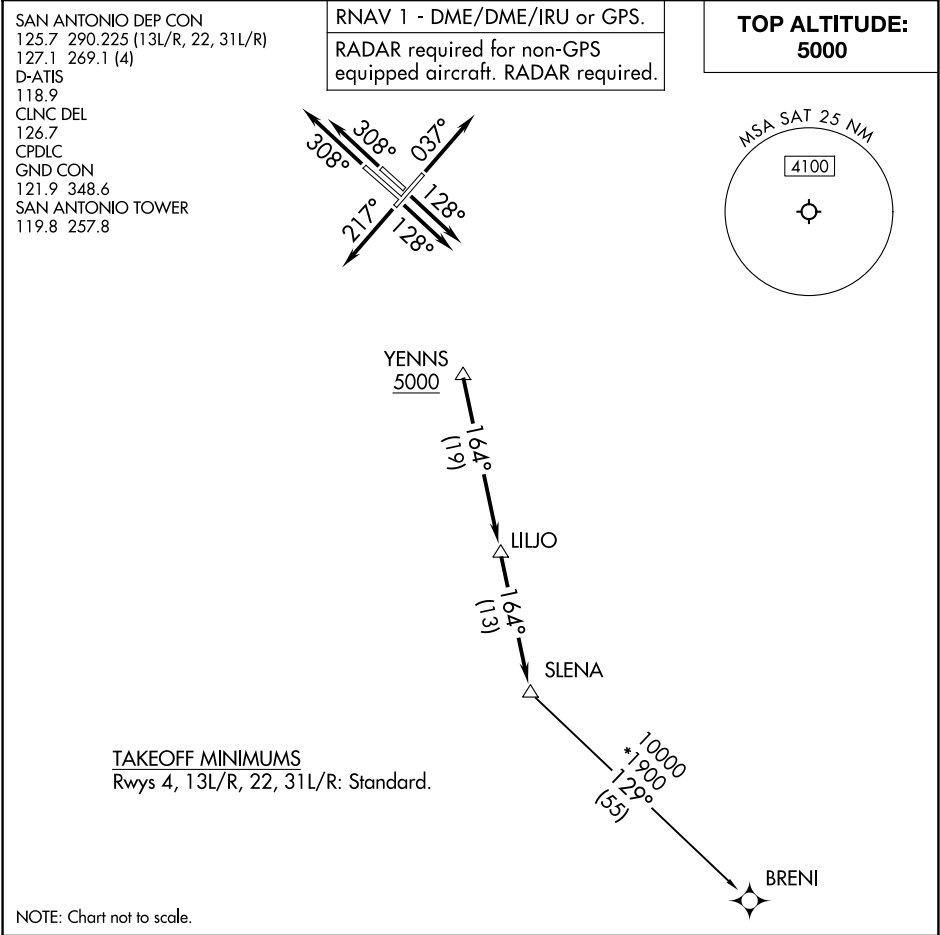 SAN ANTONIO DEP CON
125.7 290.225 (13L/R, 22, 31L/R)
127.1 269.1 (4)
D-ATIS
118.9
CLNC DEL
126.7
CPDLC
GND CON
121.9 348.6
SAN ANTONIO TOWER
119.8 257.8
RNAV 1 - DME/DME/IRU or GPS.
RADAR required for non-GPS
equipped aircraft. RADAR required.
TOP ALTITUDE:
5000
MSA SAT 25 NM
4100
308°
308°
037°
217°
128°
128°
YENNS
5000
164°
(19)
LILJO
164°
(13)
SLENA
10000
*1900
129°
(55)
BRENI
TAKEOFF MINIMUMS
Rwys 4, 13L/R, 22, 31L/R: Standard.
NOTE: Chart not to scale.